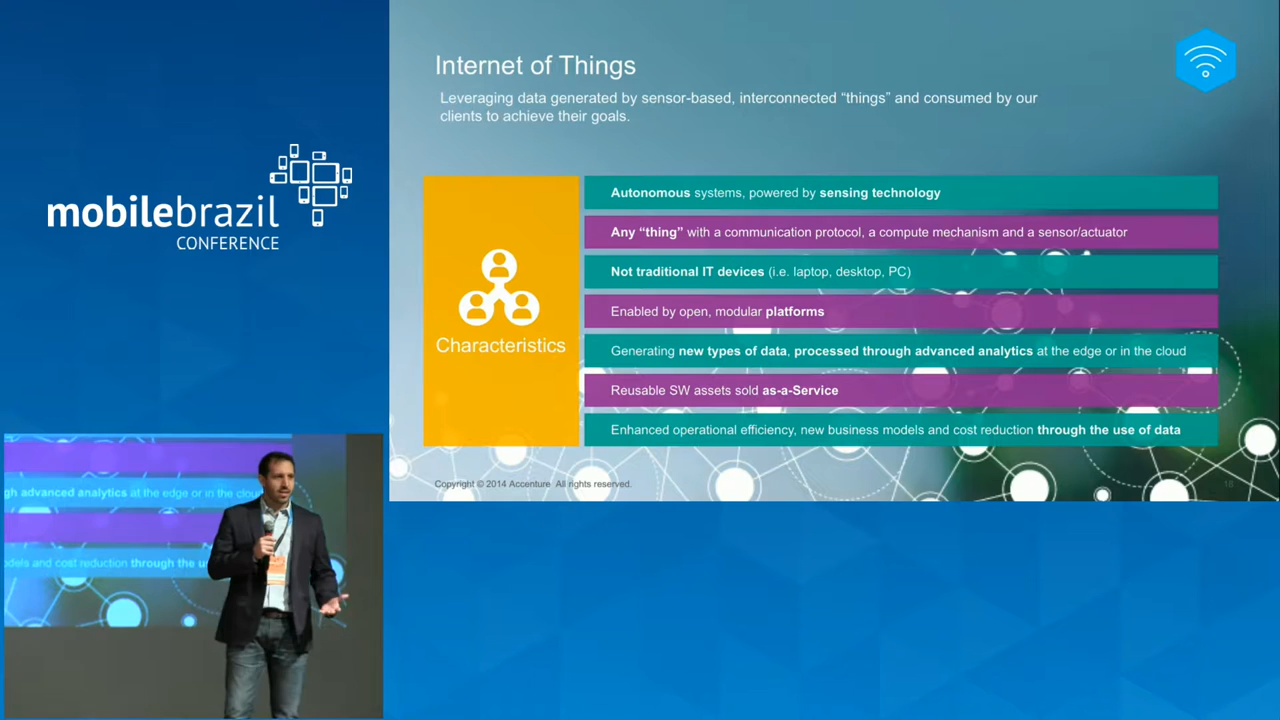 mobilebrazil
CONFERENCE
Internet of Things
Leveraging data generated by sensor-based, interconnected “things” and consumed by our
clients to achieve their goals.
Characteristics
Autonomous systems, powered by sensing technology
Any “thing” with a communication protocol, a compute mechanism and a sensor/actuator
Not traditional IT devices (i.e. laptop, desktop, PC)
Enabled by open, modular platforms
Generating new types of data, processed through advanced analytics at the edge or in the cloud
Reusable SW assets sold as-a-Service
Enhanced operational efficiency, new business models and cost reduction through the use of data
Copyright © 2014 Accenture All rights reserved.
18
gh advanced analytics at the edge or in the cloud
odels and cost reduction through the u